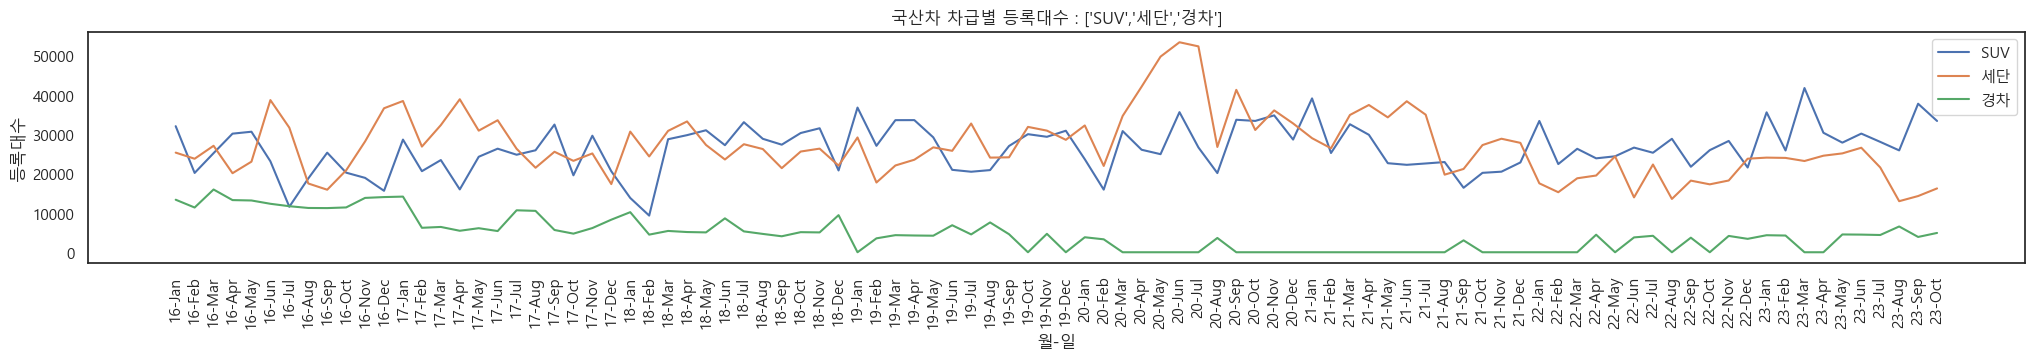 국산차 차급별 등록대수 : ['SUV','세단','경차']
SUV
세단
경차
등록대수
50000
40000
30000
20000
10000
0
16-Jan 16-Feb 16-Mar 16-Apr 16-May 16-Jun 16-Jul 16-Aug 16-Sep 16-Oct 16-Nov 16-Dec 17-Jan 17-Feb 17-Mar 17-Apr 17-May 17-Jun 17-Jul 17-Aug 17-Sep 17-Oct 17-Nov 17-Dec 18-Jan 18-Feb 18-Mar 18-Apr 18-May 18-Jun 18-Jul 18-Aug 18-Sep 18-Oct 18-Nov 18-Dec 19-Jan 19-Feb 19-Mar 19-Apr 19-May 19-Jun 19-Jul 19-Aug 19-Sep 19-Oct 19-Nov 19-Dec 20-Jan 20-Feb 20-Mar 20-Apr 20-May 20-Jun 20-Jul 20-Aug 20-Sep 20-Oct 20-Nov 20-Dec 21-Jan 21-Feb 21-Mar 21-Apr 21-May 21-Jun 21-Jul 21-Aug 21-Sep 21-Oct 21-Nov 21-Dec 22-Jan 22-Feb 22-Mar 22-Apr 22-May 22-Jun 22-Jul 22-Aug 22-Sep 22-Oct 22-Nov 22-Dec 23-Jan 23-Feb 23-Mar 23-Apr 23-May 23-Jun 23-Jul 23-Aug 23-Sep 23-Oct
월-일